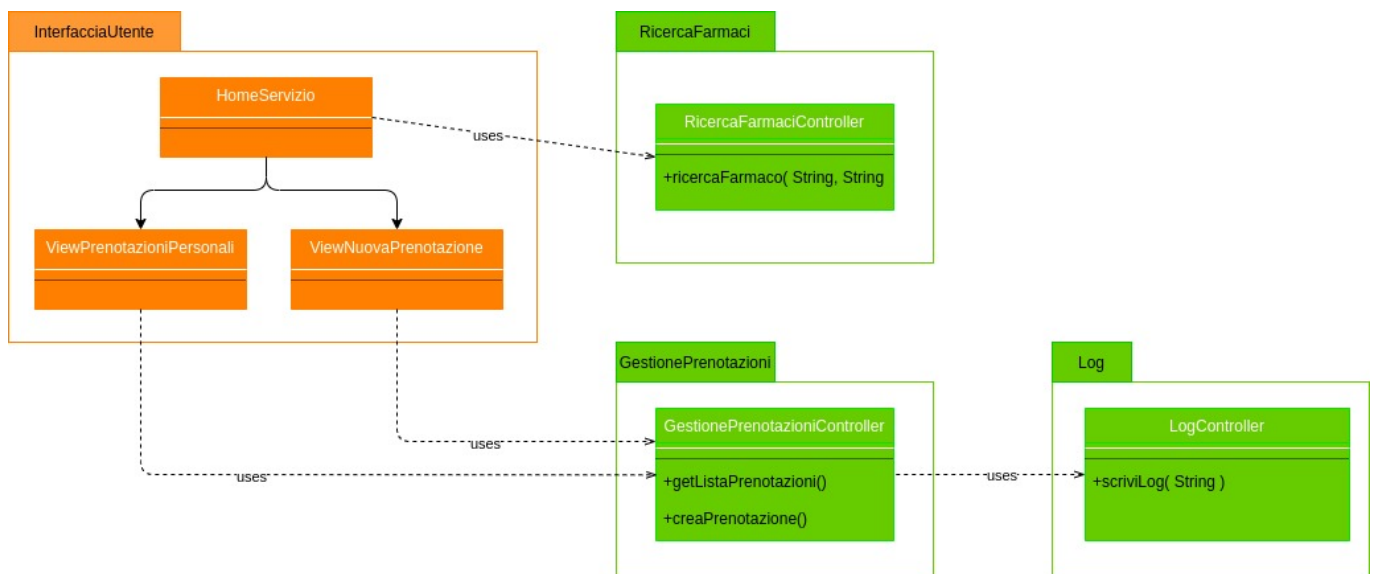 InterfacciaUtente
HomeServizio
ViewPrenotazioniPersonali
ViewNuovaPrenotazione
uses
RicercaFarmaci
RicercaFarmaciController
+ricercaFarmaco( String, String
GestionePrenotazioni
GestionePrenotazioniController
+getListaPrenotazioni()
+creaPrenotazione()
uses
uses
uses
Log
LogController
+scriviLog( String )